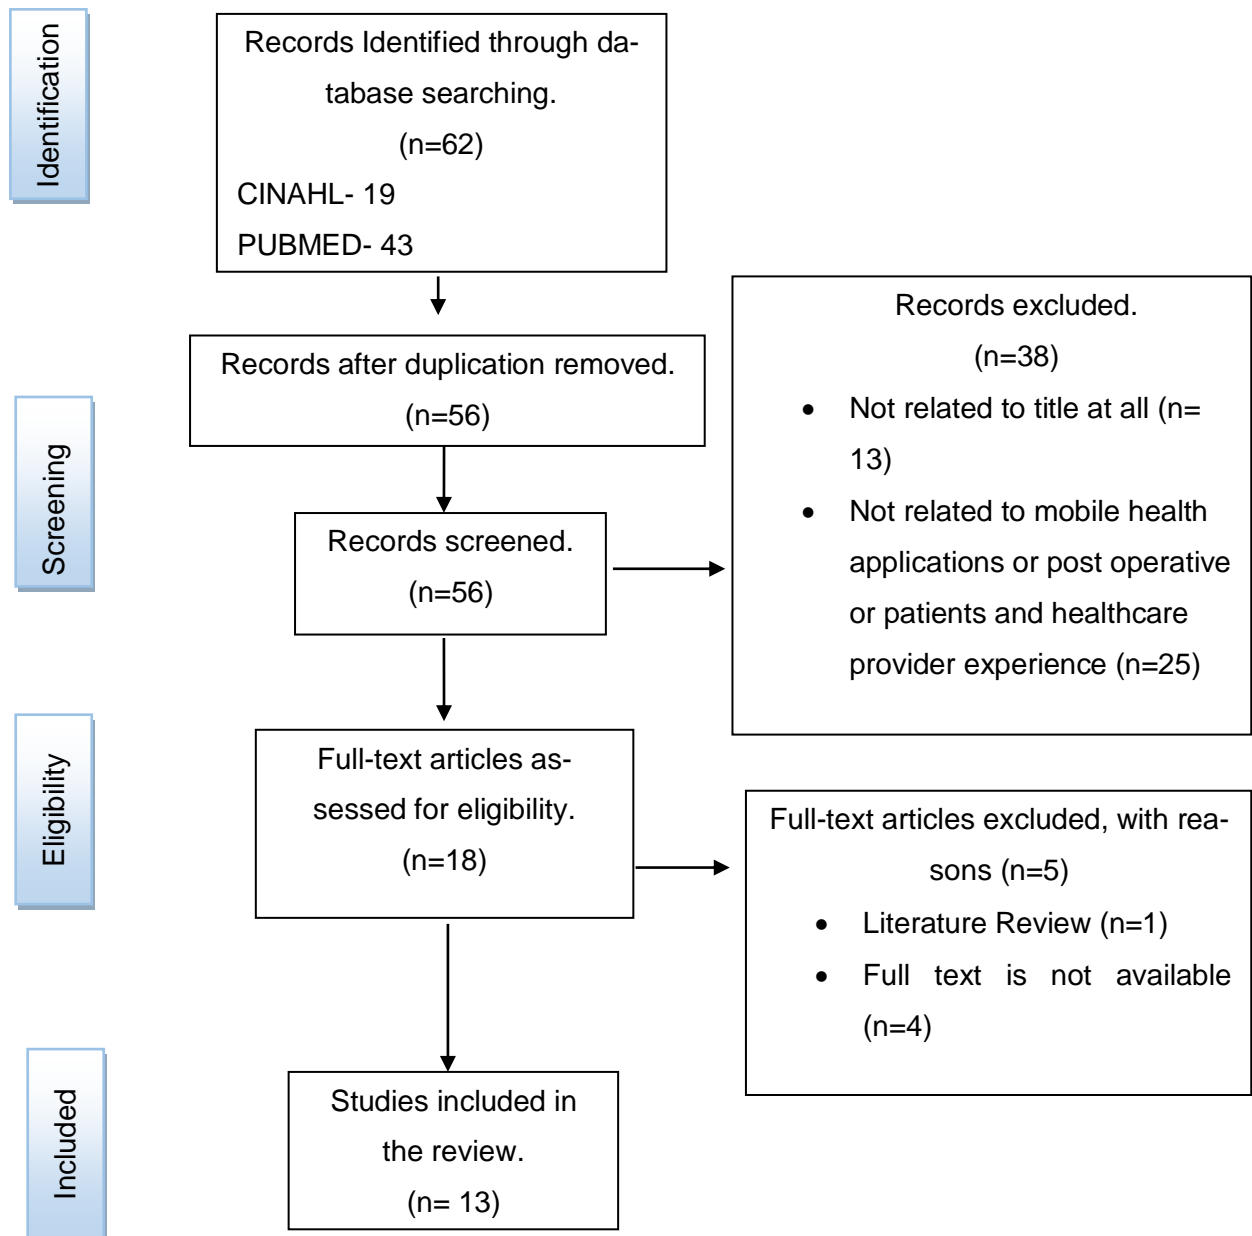 Identification
Records Identified through da-
tabase searching.
(n=62)
CINAHL- 19
PUBMED- 43
Records after duplication removed.
(n=56)
Screening
Records screened.
(n=56)
Records excluded.
(n=38)
• Not related to title at all (n=
13)
• Not related to mobile health
applications or post operative
or patients and healthcare
provider experience (n=25)
Eligibility
Full-text articles as-
sessed for eligibility.
(n=18)
Full-text articles excluded, with rea-
sons (n=5)
• Literature Review (n=1)
• Full text is not available
(n=4)
Included
Studies included in
the review.
(n= 13)